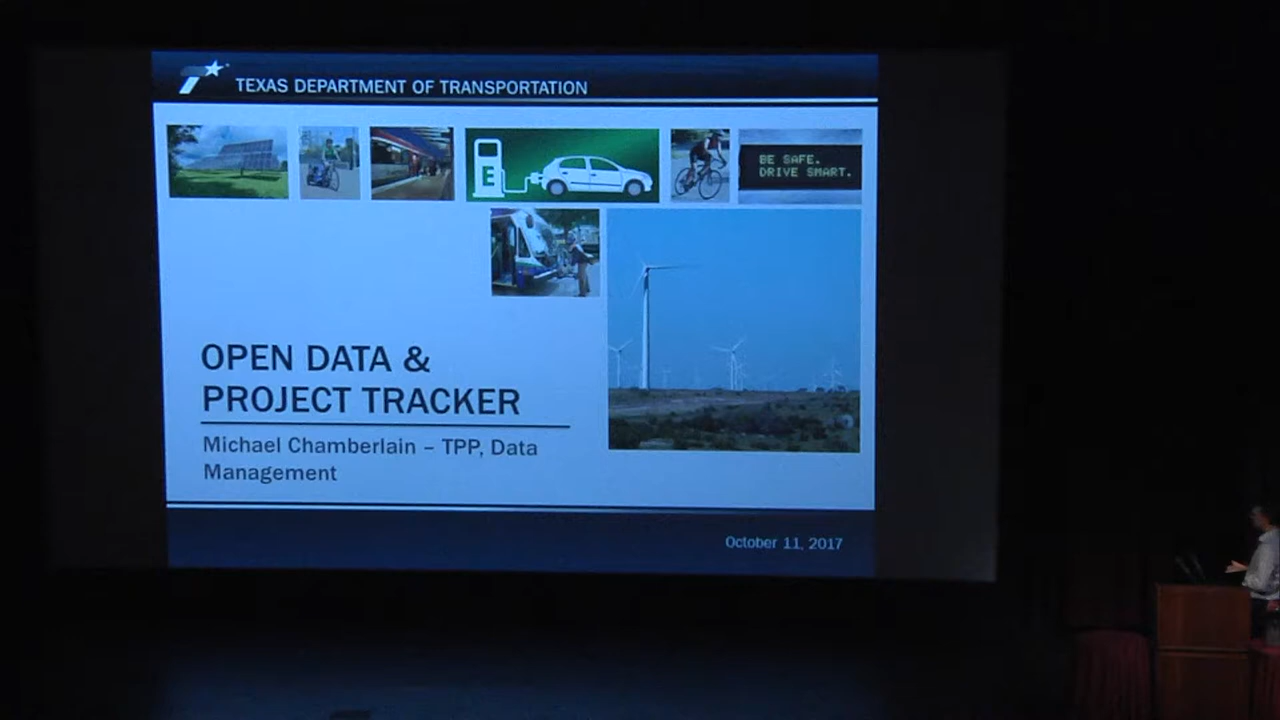 TEXAS DEPARTMENT OF TRANSPORTATION
E
BE SAFE.
DRIVE SMART.
OPEN DATA &
PROJECT TRACKER
Michael Chamberlain – TPP, Data
Management
October 11, 2017